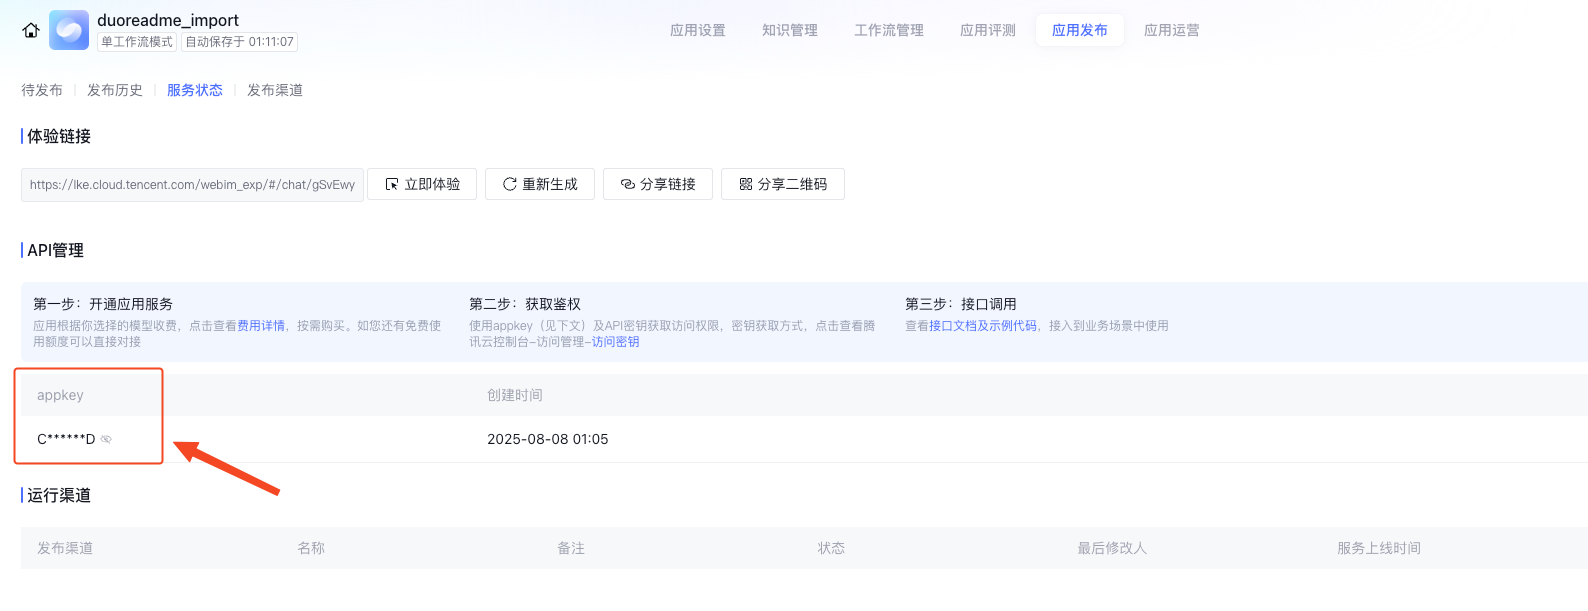 duoreadme_import
单工作流模式 自动保存于 01:11:07
应用设置 知识管理 工作流管理 应用评测 应用发布 应用运营
待发布 发布历史 服务状态 发布渠道
体验链接
https://lke.cloud.tencent.com/webim_exp/#/chat/gSvEwy 立即体验 重新生成 分享链接 分享二维码
API管理
第一步：开通应用服务
应用根据你选择的模型收费，点击查看费用详情，按需购买。如您还有免费使
用额度可以直接对接
第二步：获取鉴权
使用appkey（见下文）及API密钥获取访问权限，密钥获取方式，点击查看腾
讯云控制台-访问管理-访问密钥
第三步：接口调用
查看接口文档及示例代码，接入到业务场景中使用
appkey 创建时间
C******D 2025-08-08 01:05
运行渠道
发布渠道 名称 备注 状态 最后修改人 服务上线时间